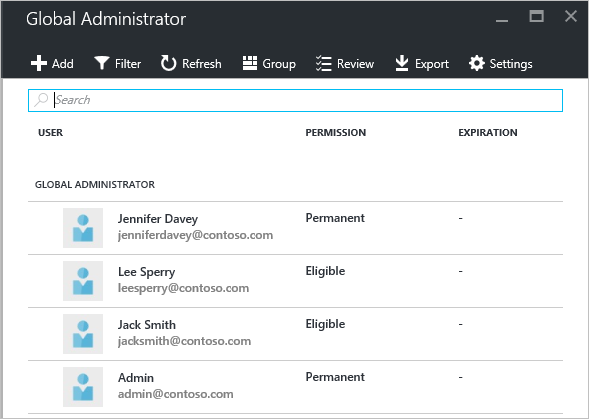 Global Administrator
Add Filter Refresh Group Review Export Settings
Search
USER PERMISSION EXPIRATION
GLOBAL ADMINISTRATOR
Jennifer Davey Permanent -
jenniferdavey@contoso.com
Lee Sperry Eligible -
leesperry@contoso.com
Jack Smith Eligible -
jacksmith@contoso.com
Admin Permanent -
admin@contoso.com